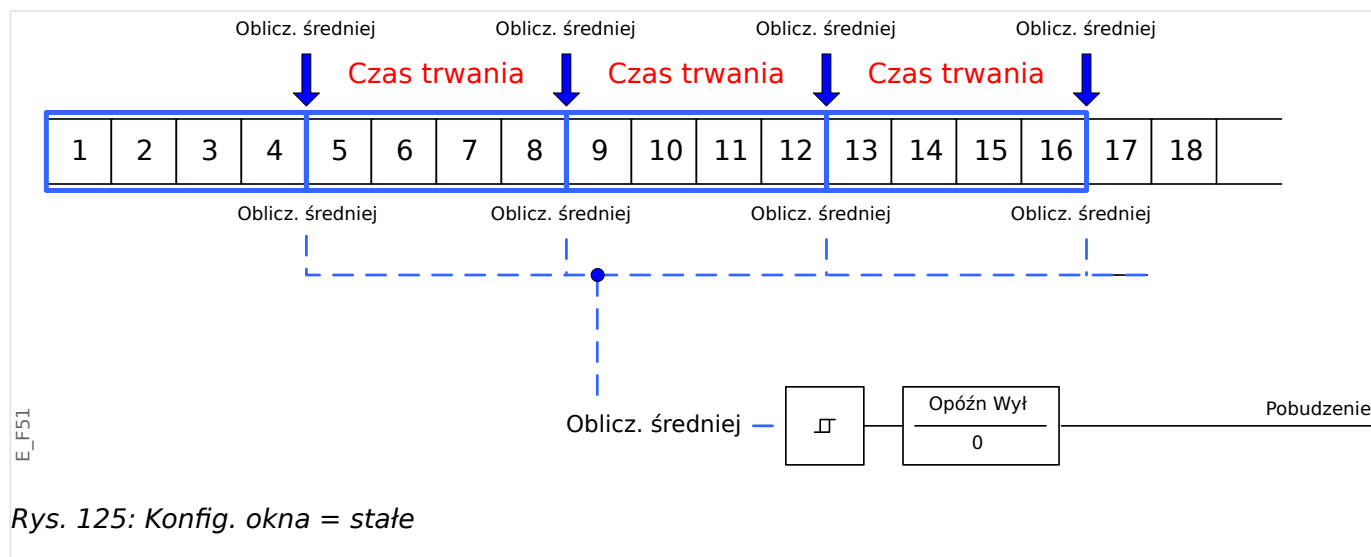 Oblicz. średniej Oblicz. średniej Oblicz. średniej Oblicz. średniej
Czas trwania Czas trwania Czas trwania
1 2 3 4 5 6 7 8 9 10 11 12 13 14 15 16 17 18
Oblicz. średniej Oblicz. średniej Oblicz. średniej Oblicz. średniej
Oblicz. średniej
Opóźn Wył
0
Pobudzenie
E_F51
Rys. 125: Konfig. okna = stałe